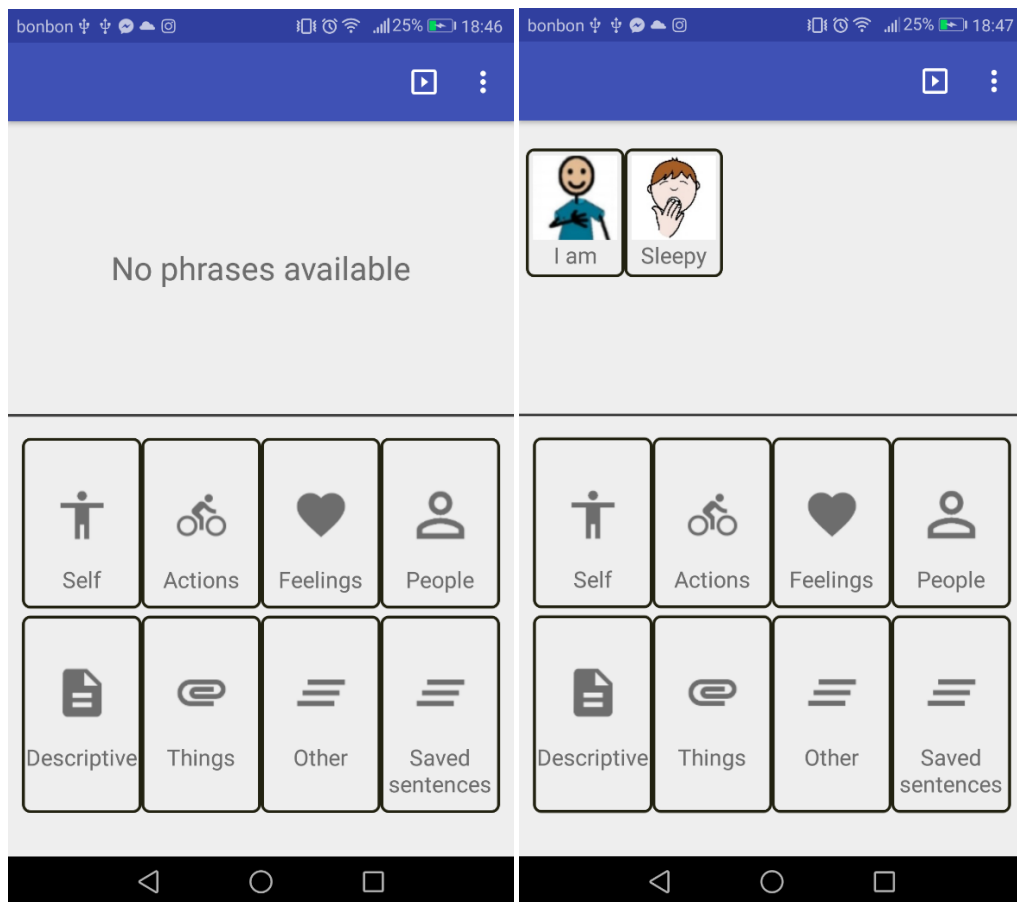 bonbon 25% 18:46
No phrases available
Self Actions Feelings People
Descriptive Things Other Saved
sentences
bonbon 25% 18:47
I am Sleepy
Self Actions Feelings People
Descriptive Things Other Saved
sentences